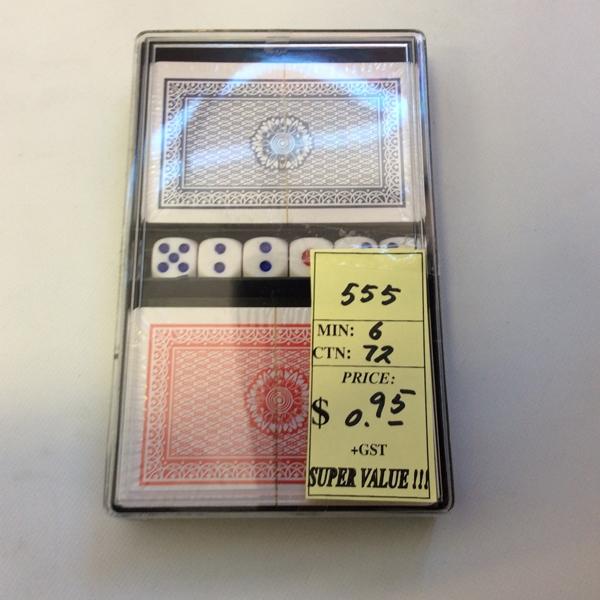 555
MIN: 6
CTN: 72
PRICE:
$ 0.95
+GST
SUPER VALUE !!!